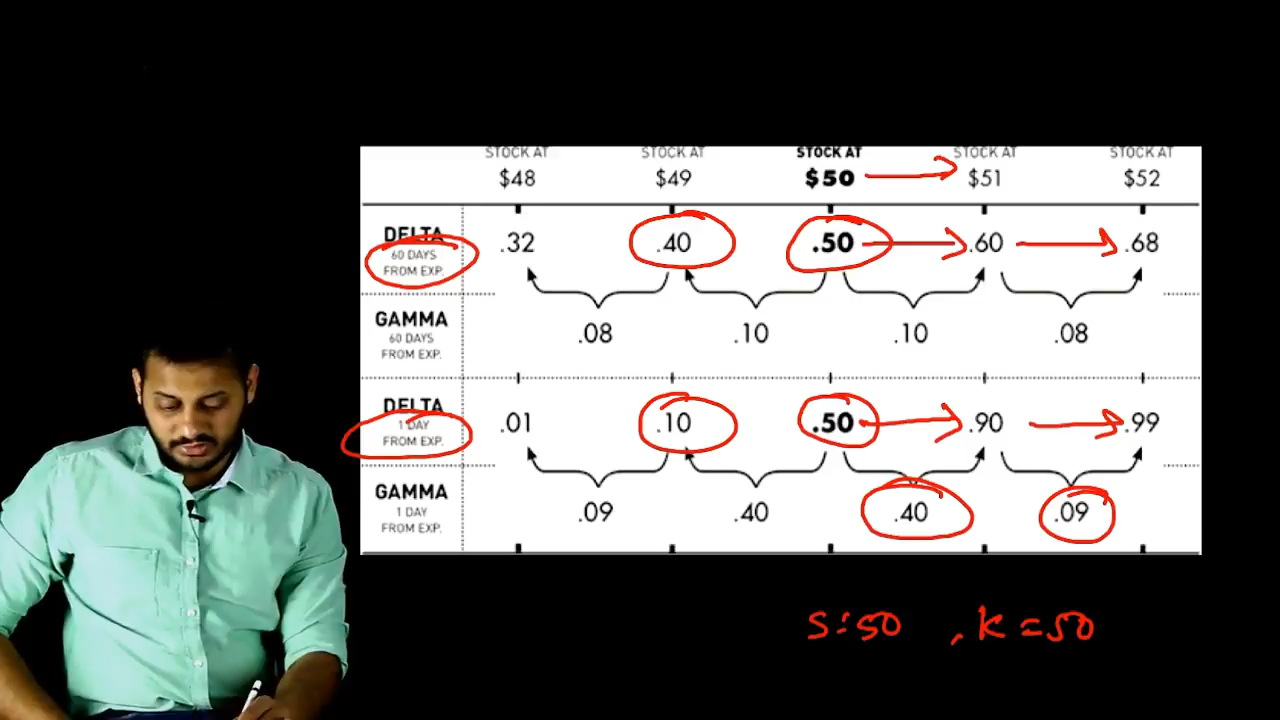 STOCK AT STOCK AT STOCK AT STOCK AT STOCK AT
$48 $49 $50 $51 $52
DELTA
60 DAYS
FROM EXP.
.32 .40 .50 .60 .68
GAMMA
60 DAYS
FROM EXP.
.08 .10 .10 .08
DELTA
1 DAY
FROM EXP.
.01 .10 .50 .90 .99
GAMMA
1 DAY
FROM EXP.
.09 .40 .40 .09
S:50 , K=50